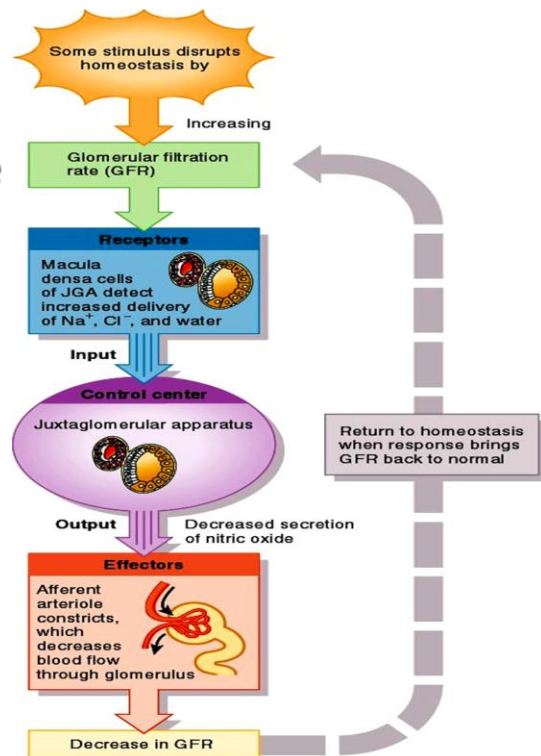 Some stimulus disrupts
homeostasis by
Increasing
Glomerular filtration
rate (GFR)
Receptors
Macula
densa cells
of JGA detect
increased delivery
of Na⁺, Cl⁻, and water
Input
Control center
Juxtaglomerular apparatus
Return to homeostasis
when response brings
GFR back to normal
Output
Decreased secretion
of nitric oxide
Effectors
Afferent
arteriole
constricts,
which
decreases
blood flow
through glomerulus
Decrease in GFR